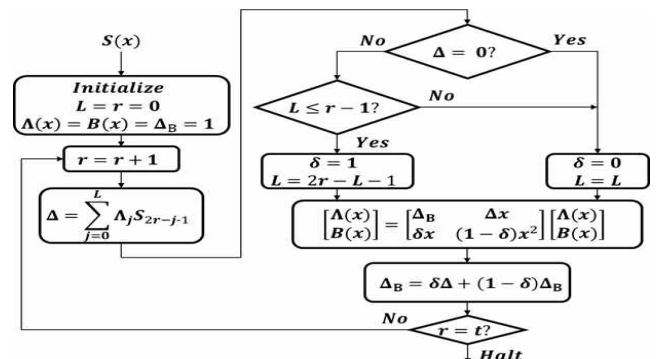 S(x)
Initialize
L = r = 0
Λ(x) = B(x) = Δ_B = 1
r = r + 1
Δ = ∑_{j=0}^{L} Λ_j S_{2r−j−1}
Δ = 0?
No
Yes
L ≤ r − 1?
No
Yes
δ = 1
L = 2r − L − 1
δ = 0
L = L
[Λ(x) B(x)] = [Δ_B Δx δx (1 − δ)x²] [Λ(x) B(x)]
Δ_B = δΔ + (1 − δ)Δ_B
No
r = t?
Halt